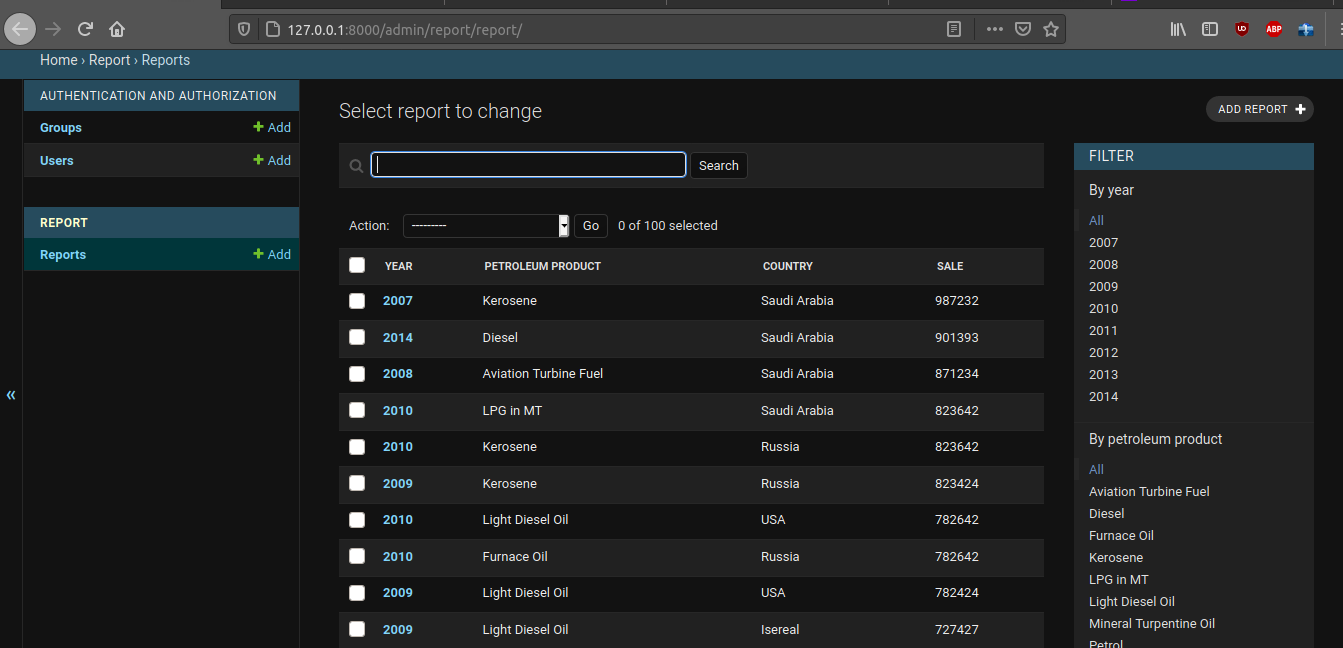 127.0.0.1:8000/admin/report/report/
UO
ABP
Home › Report › Reports
AUTHENTICATION AND AUTHORIZATION
Groups + Add
Users + Add
REPORT
Reports + Add
«
Select report to change
ADD REPORT +
Search
Action: --------- Go 0 of 100 selected
YEAR PETROLEUM PRODUCT COUNTRY SALE
2007 Kerosene Saudi Arabia 987232
2014 Diesel Saudi Arabia 901393
2008 Aviation Turbine Fuel Saudi Arabia 871234
2010 LPG in MT Saudi Arabia 823642
2010 Kerosene Russia 823642
2009 Kerosene Russia 823424
2010 Light Diesel Oil USA 782642
2010 Furnace Oil Russia 782642
2009 Light Diesel Oil USA 782424
2009 Light Diesel Oil Isereal 727427
FILTER
By year
All
2007
2008
2009
2010
2011
2012
2013
2014
By petroleum product
All
Aviation Turbine Fuel
Diesel
Furnace Oil
Kerosene
LPG in MT
Light Diesel Oil
Mineral Turpentine Oil
Petrol